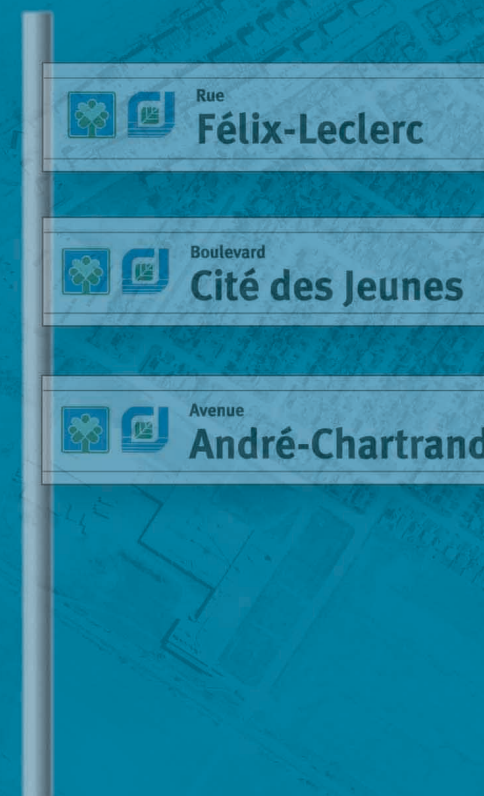 Rue
Félix-Leclerc
Boulevard
Cité des Jeunes
Avenue
André-Chartrand